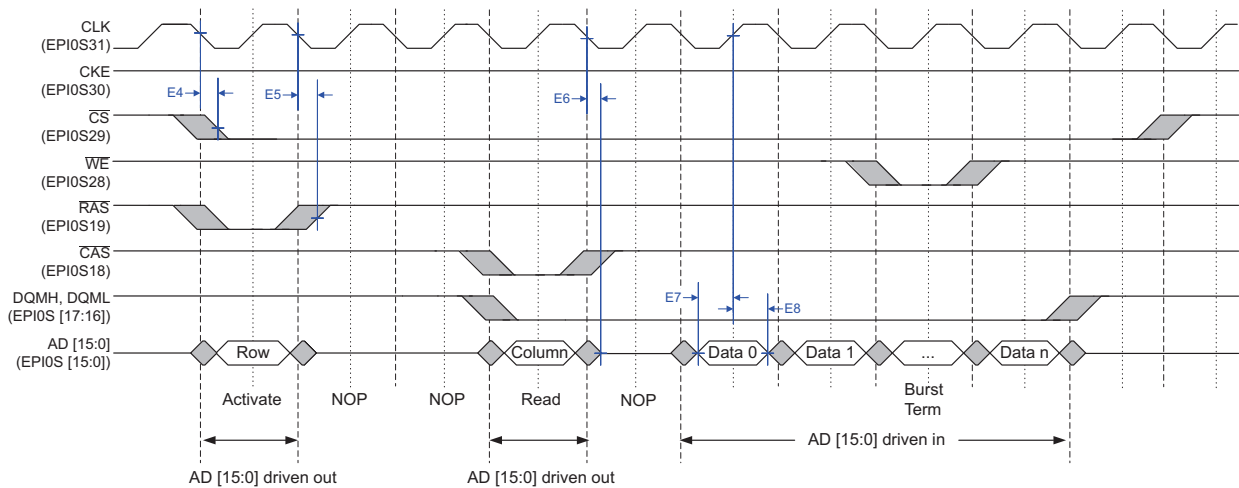 CLK
(EPI0S31)
CKE
(EPI0S30)
E4
E5
E6
CS
(EPI0S29)
WE
(EPI0S28)
RAS
(EPI0S19)
CAS
(EPI0S18)
DQMH, DQML
(EPI0S [17:16])
E7
E8
AD [15:0]
(EPI0S [15:0])
Row
Column
Data 0
Data 1
...
Data n
Activate
NOP
NOP
Read
NOP
Burst
Term
AD [15:0] driven in
AD [15:0] driven out
AD [15:0] driven out